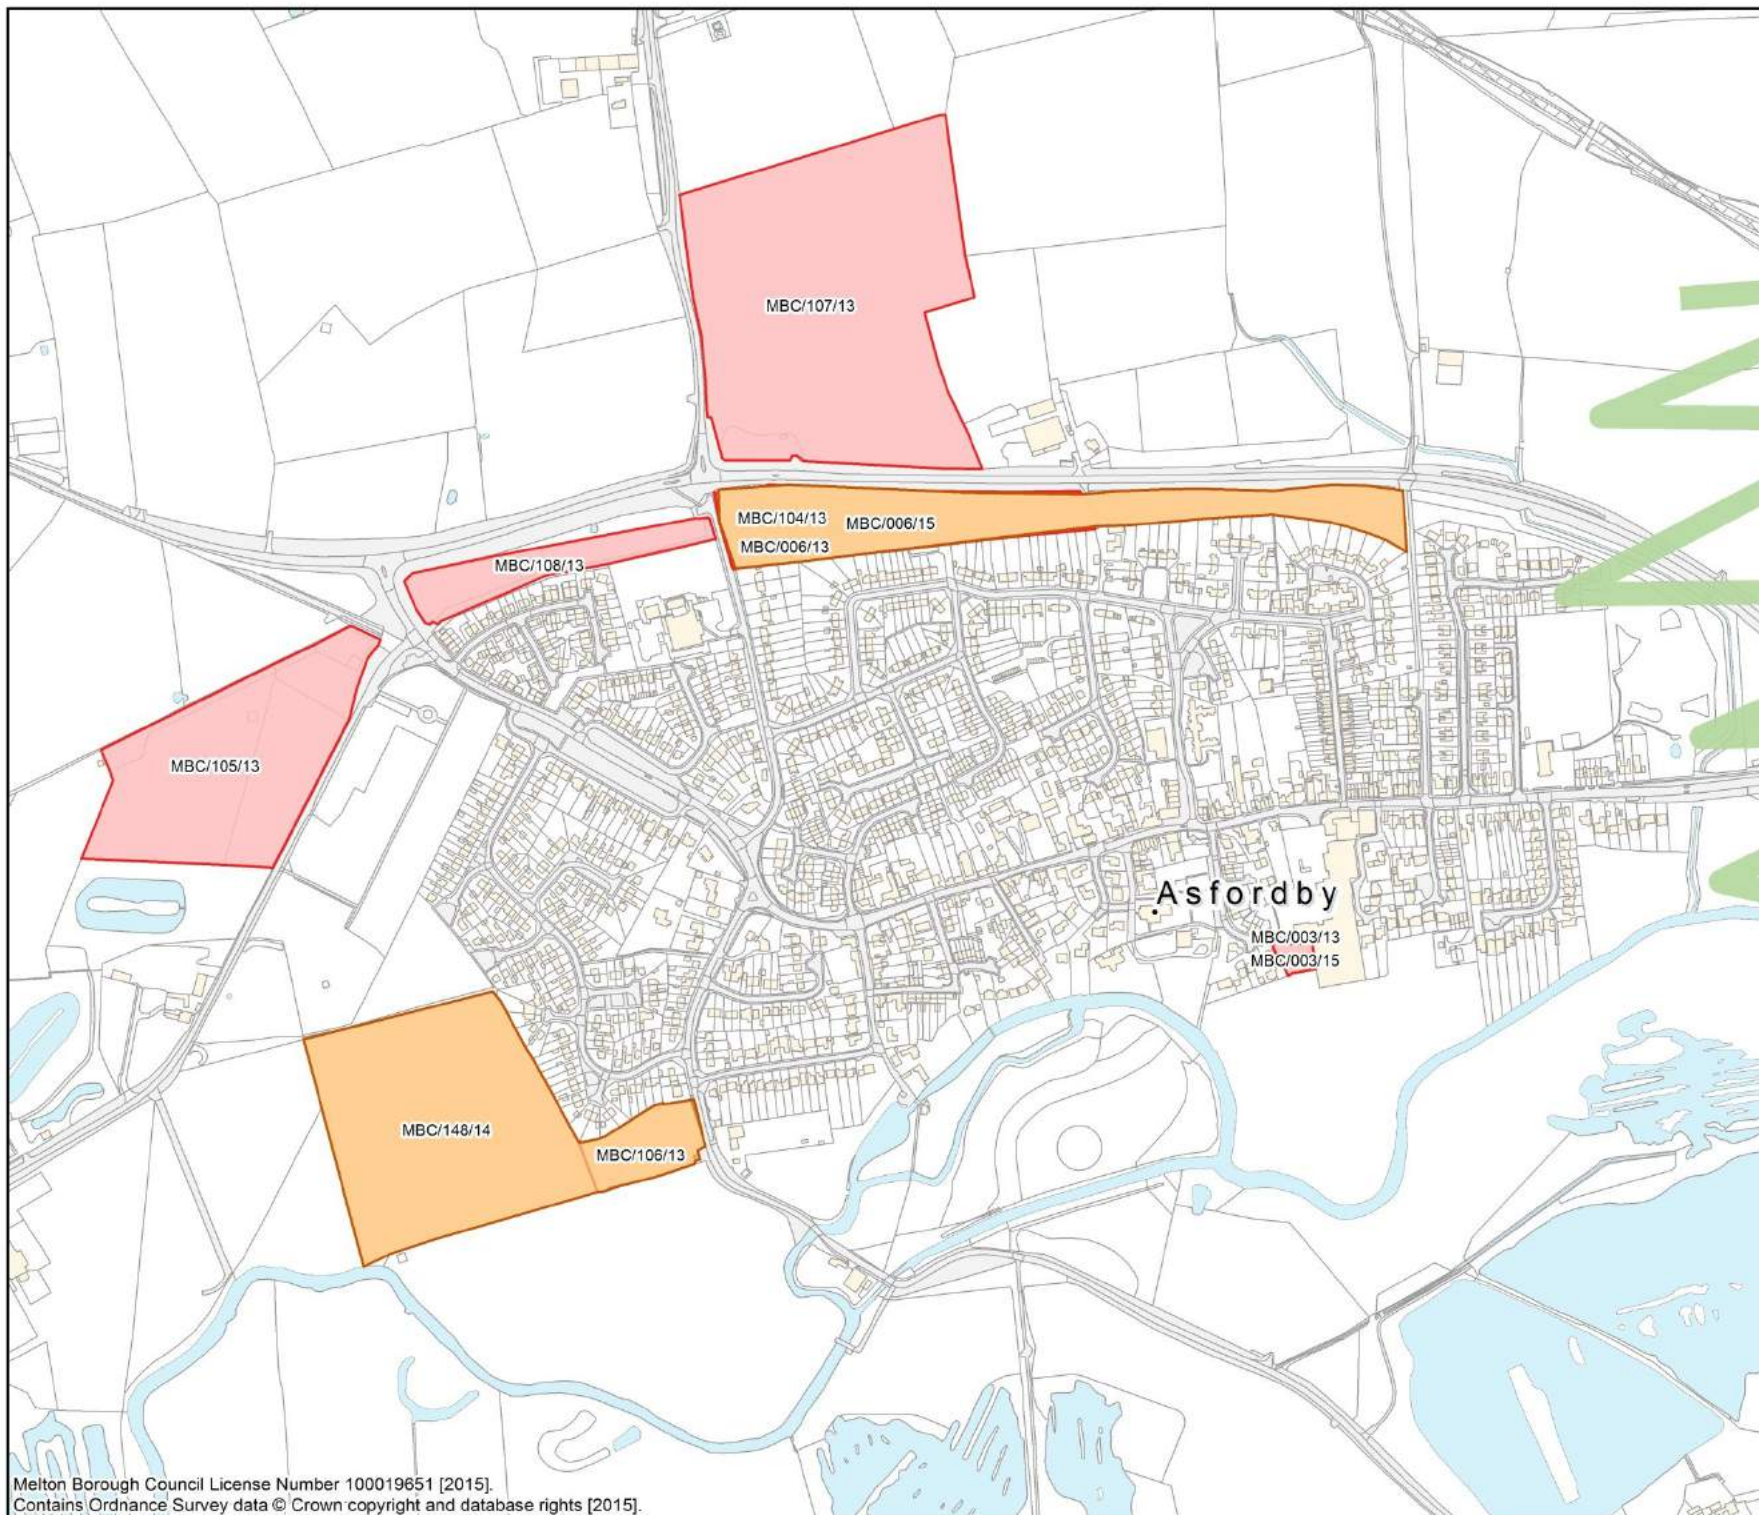 MBC/107/13
MBC/104/13
MBC/006/15
MBC/006/13
MBC/108/13
MBC/105/13
Asfordby
MBC/003/13
MBC/003/15
MBC/148/14
MBC/106/13
Melton Borough Council License Number 100019651 [2015].
Contains Ordnance Survey data © Crown copyright and database rights [2015].